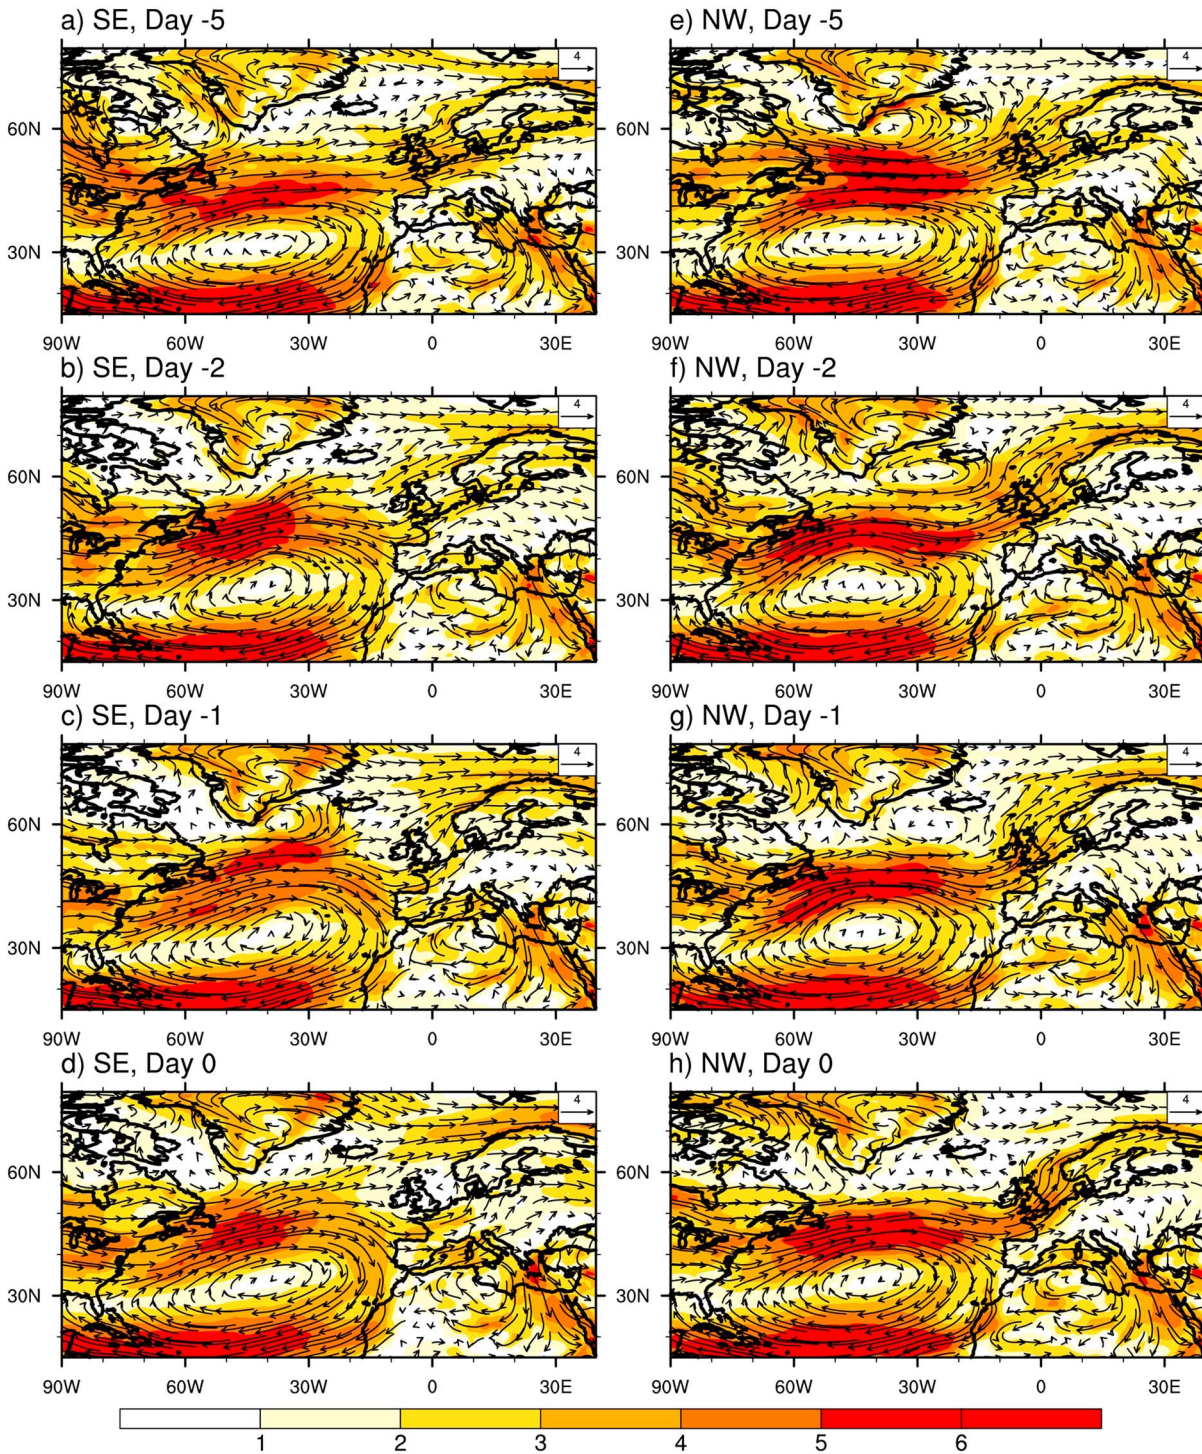 a) SE, Day -5
e) NW, Day -5
4
4
60N
60N
30N
30N
90W 60W 30W 0 30E
90W 60W 30W 0 30E
b) SE, Day -2
f) NW, Day -2
4
4
60N
60N
30N
30N
90W 60W 30W 0 30E
90W 60W 30W 0 30E
c) SE, Day -1
g) NW, Day -1
4
4
60N
60N
30N
30N
90W 60W 30W 0 30E
90W 60W 30W 0 30E
d) SE, Day 0
h) NW, Day 0
4
4
60N
60N
30N
30N
90W 60W 30W 0 30E
90W 60W 30W 0 30E
1 2 3 4 5 6